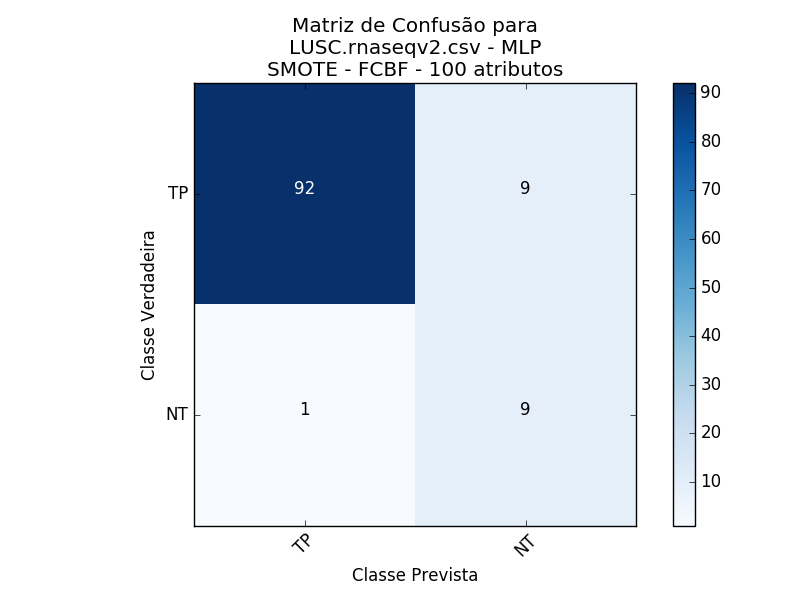 Matriz de Confusão para
LUSC.rnaseqv2.csv - MLP
SMOTE - FCBF - 100 atributos
Classe Verdadeira
TP
92
9
NT
1
9
TP
NT
Classe Prevista
90
80
70
60
50
40
30
20
10